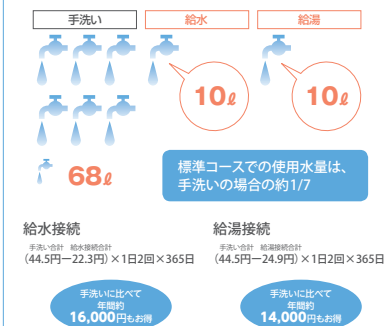 手洗い 給水 給湯
10ℓ 10ℓ
68ℓ
標準コースでの使用水量は、
手洗いの場合の約1/7
給水接続 給湯接続
手洗い合計 給水接続合計 手洗い合計 給湯接続合計
(44.5円ー22.3円)×1日2回×365日 (44.5円ー24.9円)×1日2回×365日
手洗いに比べて 手洗いに比べて
年間約 年間約
16,000円もお得 14,000円もお得